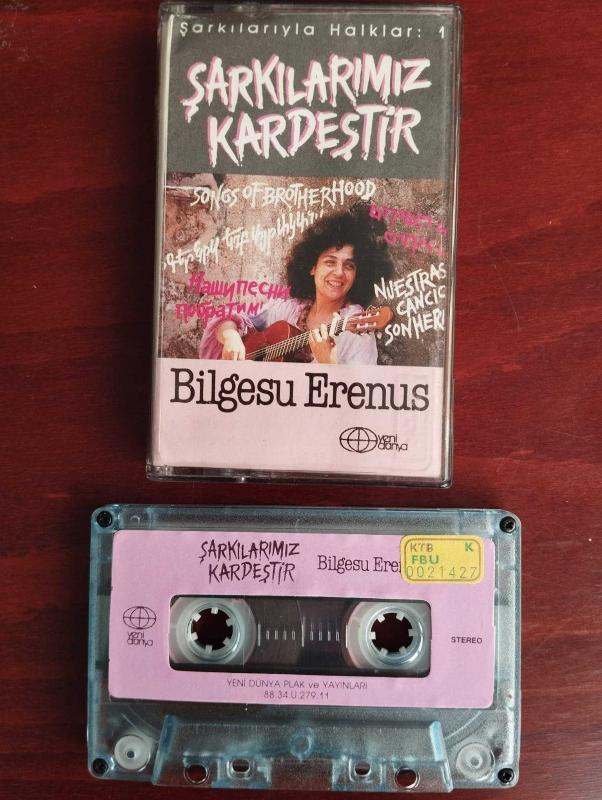 Şarkılarıyla Halklar: 1
ŞARKILARIMIZ
KARDEŞTİR
SONGS OF BROTHERHOOD
Наши песни
побратим
NUESTRAS
CANCIO
SON HER
Bilgesu Erenus
yeni
dünya
ŞARKILARIMIZ
KARDEŞTİR
Bilgesu Eren
KTB K
FBU
0021427
yeni
dünya
STEREO
YENİ DÜNYA PLAK ve YAYINLARI
88.34.Ü.279.11